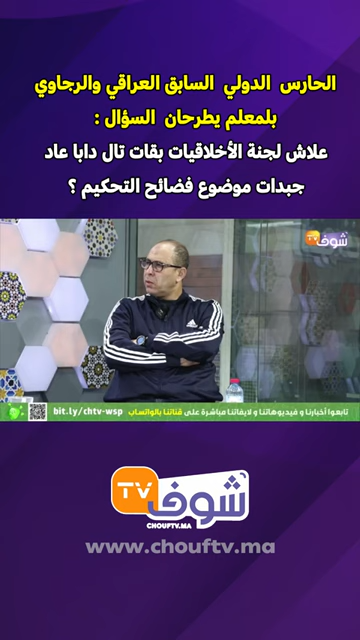 الحارس الدولي السابق العراقي والرجاوي
بلمعلم يطرحان السؤال :
علاش لجنة الأخلاقيات بقات تال دابا عاد
جبدات موضوع فضائح التحكيم ؟
شوف TV
bit.ly/chtv-wsp تابعوا أخبارنا و فيديوهاتنا و لايفاتنا مباشرة على قناتنا بالواتساب
شوف TV
CHOUFTV.MA
www.chouftv.ma